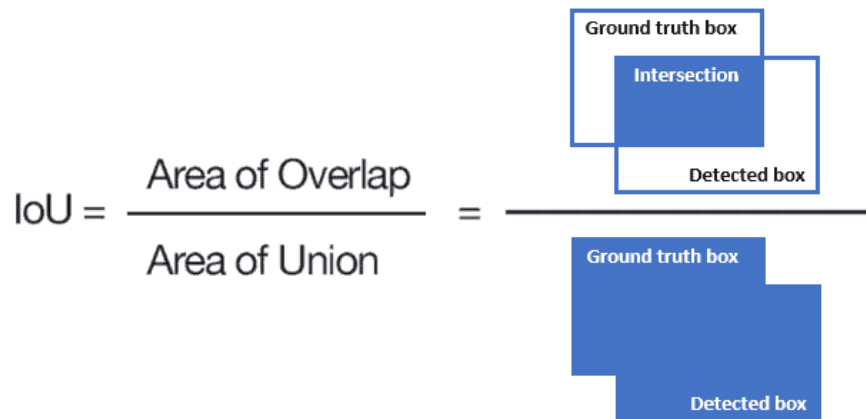 IoU =
Area of Overlap
Area of Union
=
Ground truth box
Intersection
Detected box
Ground truth box
Detected box